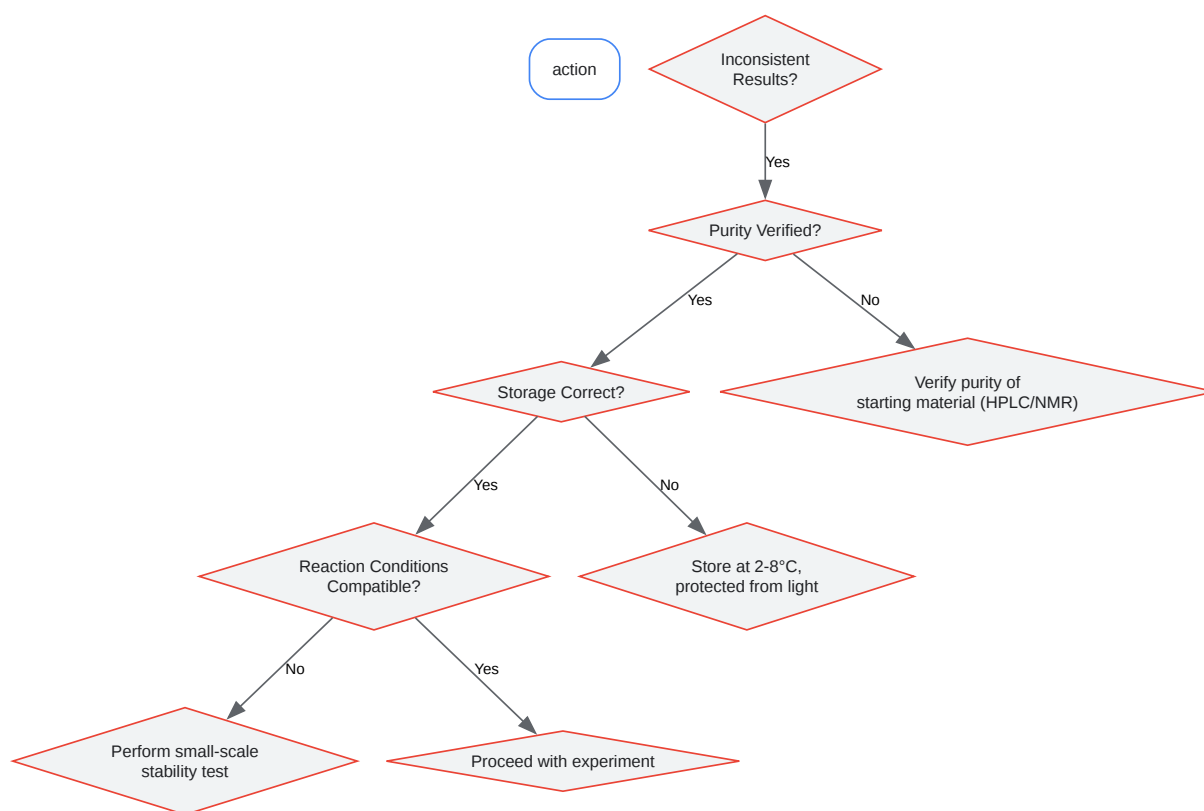 action
Inconsistent
Results?
Yes
Purity Verified?
Yes
No
Storage Correct?
Verify purity of
starting material (HPLC/NMR)
Yes
No
Reaction Conditions
Compatible?
Store at 2-8°C,
protected from light
No
Yes
Perform small-scale
stability test
Proceed with experiment